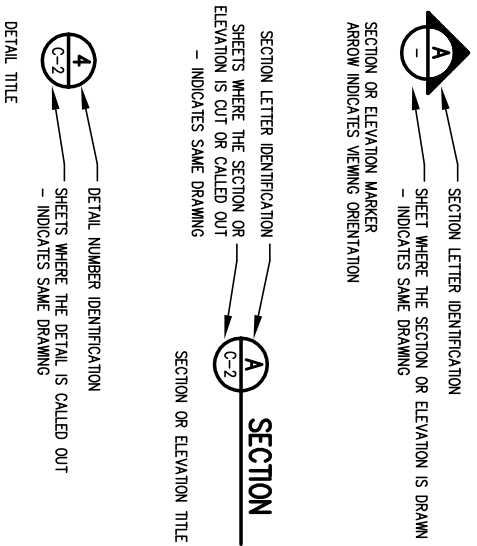 A
-
SECTION LETTER IDENTIFICATION
SHEET WHERE THE SECTION OR ELEVATION IS DRAWN
- INDICATES SAME DRAWING
SECTION OR ELEVATION MARKER
ARROW INDICATES VIEWING ORIENTATION
SECTION LETTER IDENTIFICATION
SHEETS WHERE THE SECTION OR
ELEVATION IS CUT OR CALLED OUT
- INDICATES SAME DRAWING
A
C-2
SECTION
SECTION OR ELEVATION TITLE
4
C-2
DETAIL NUMBER IDENTIFICATION
SHEETS WHERE THE DETAIL IS CALLED OUT
- INDICATES SAME DRAWING
DETAIL TITLE